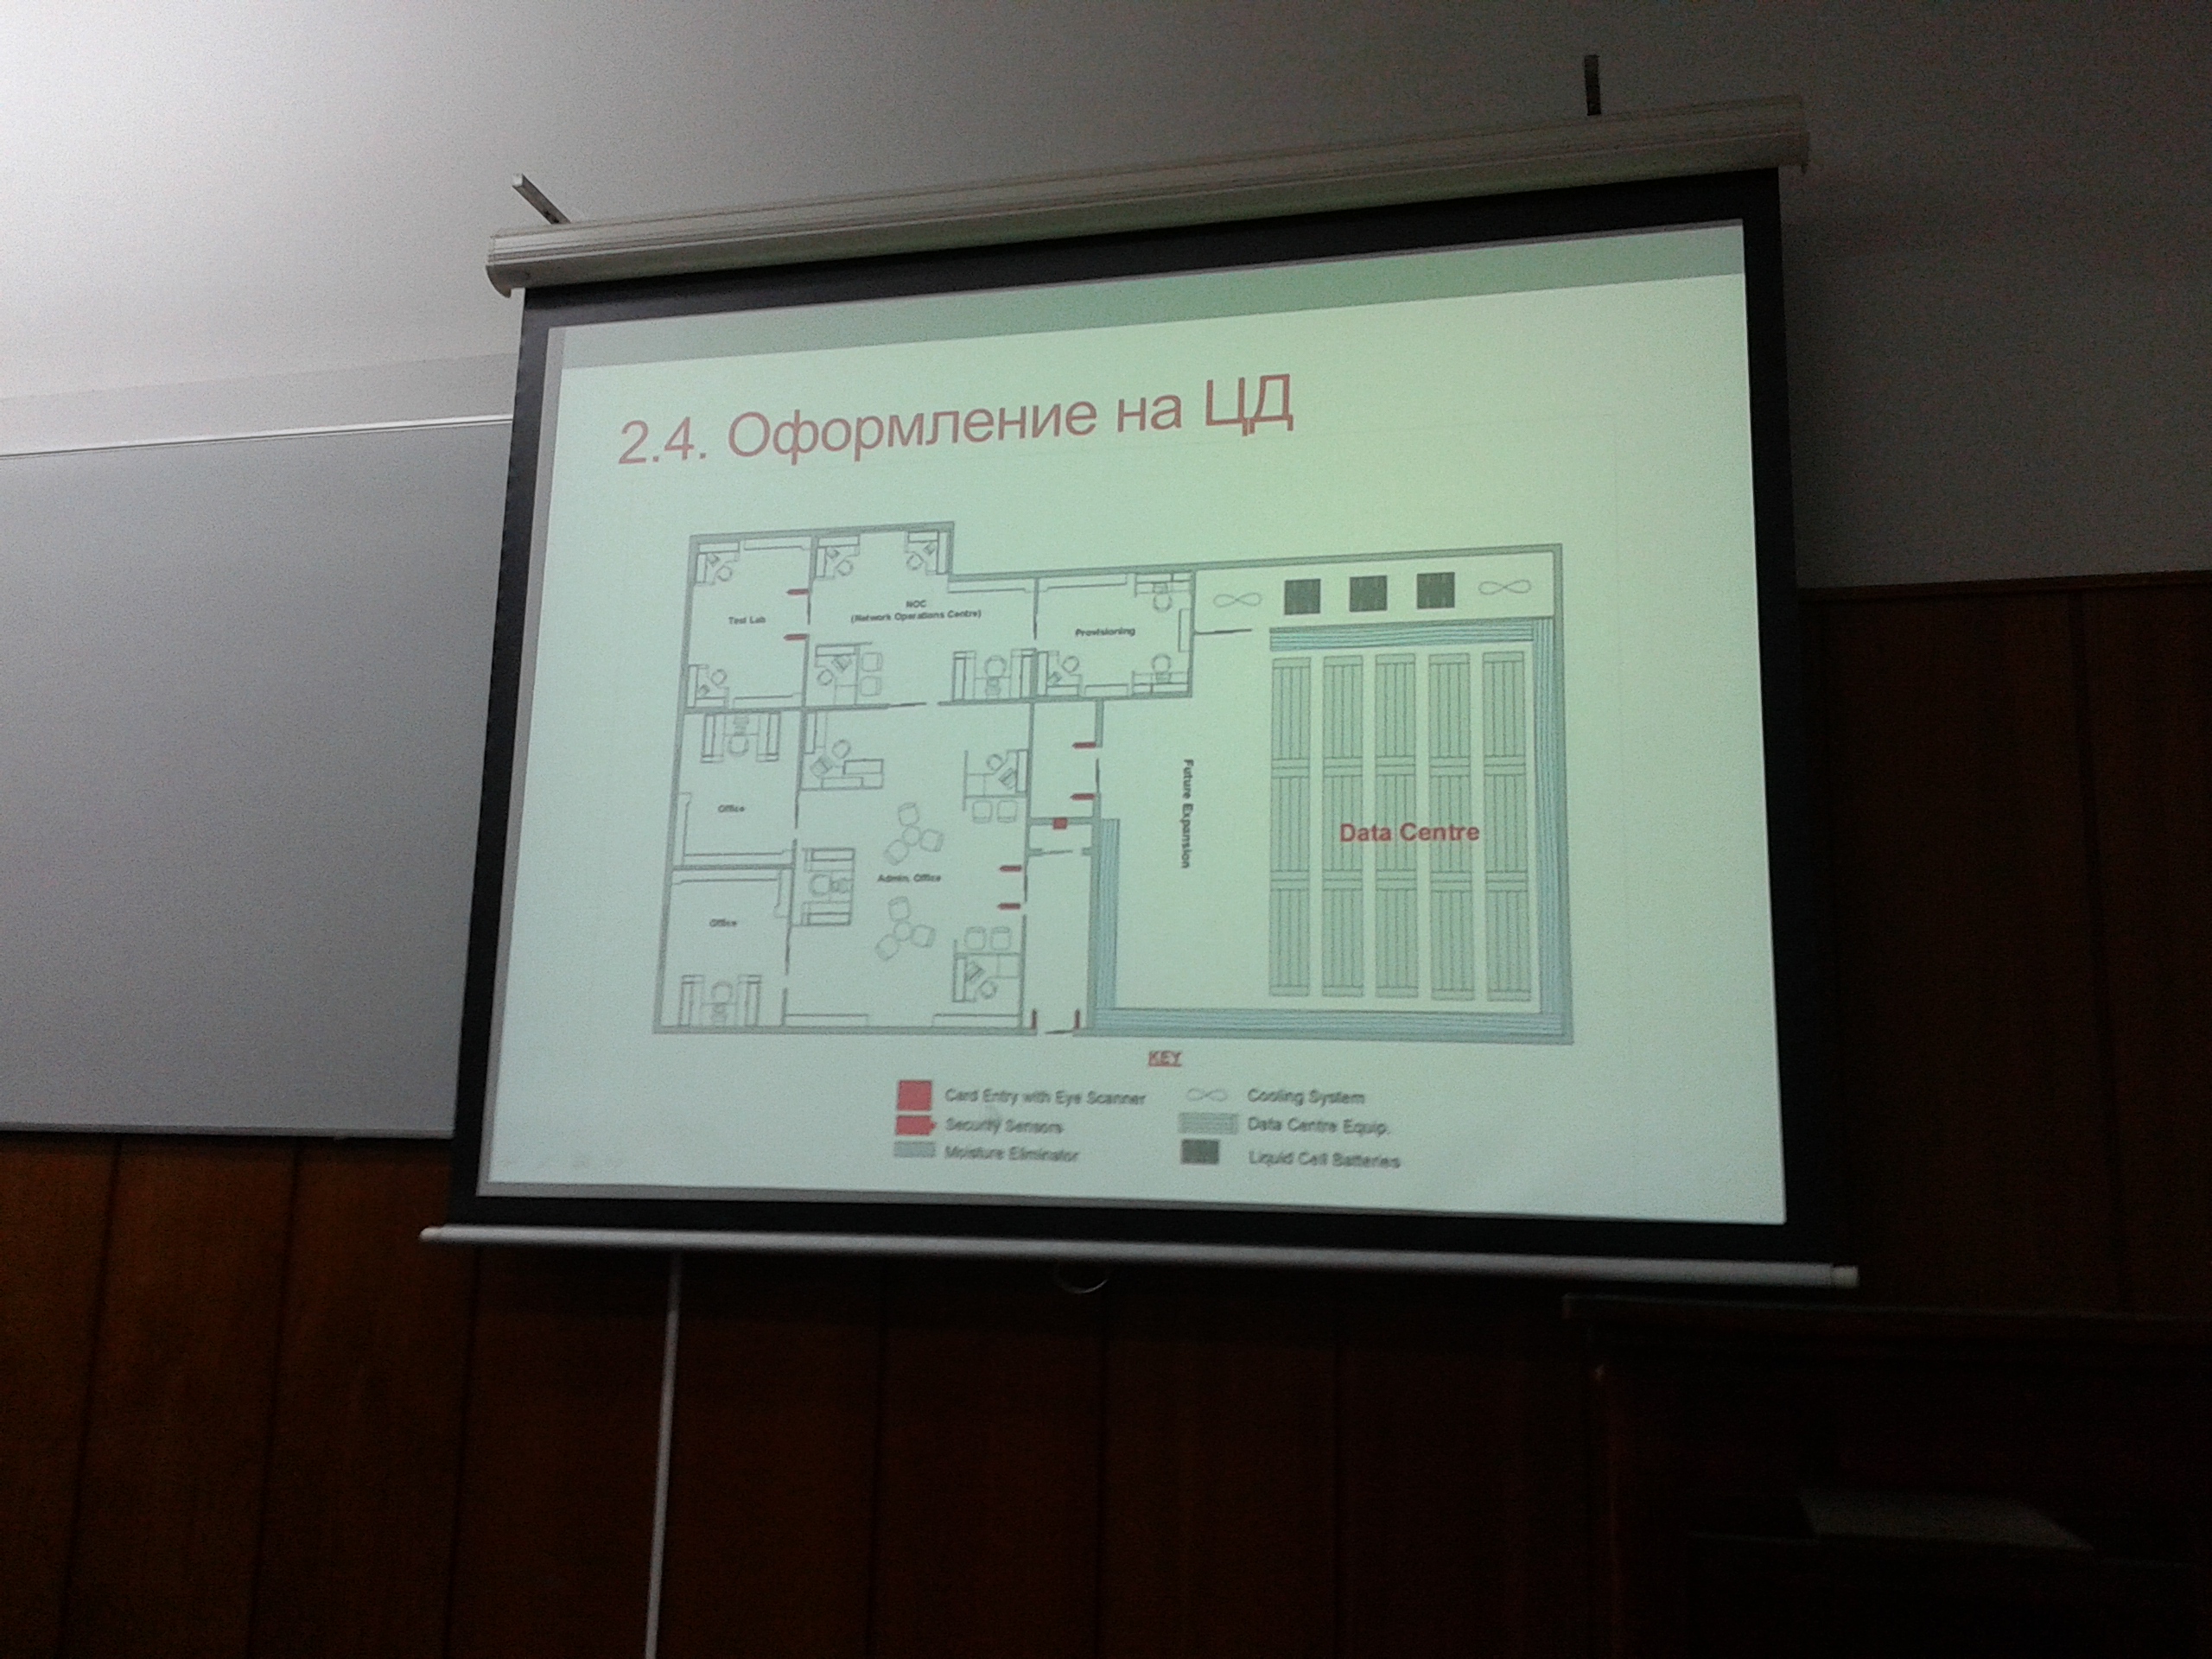 2.4. Оформление на ЦД
Test Lab
NOC
(Network Operations Centre)
Provisioning
Office
Future Expansion
Data Centre
Admin. Office
Office
KEY
Card Entry with Eye Scanner
Cooling System
Security Sensors
Data Centre Equip.
Moisture Eliminator
Liquid Cell Batteries